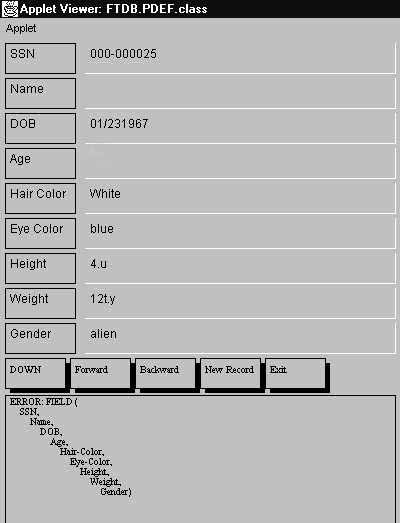 Applet Viewer: FTDB.PDEF.class
Applet
SSN 000-000025
Name
DOB 01/231967
Age
Hair Color White
Eye Color blue
Height 4.u
Weight 12t.y
Gender alien
DOWN Forward Backward New Record Exit
ERROR: FIELD (
SSN,
Name,
DOB,
Age,
Hair-Color,
Eye-Color,
Height,
Weight,
Gender)